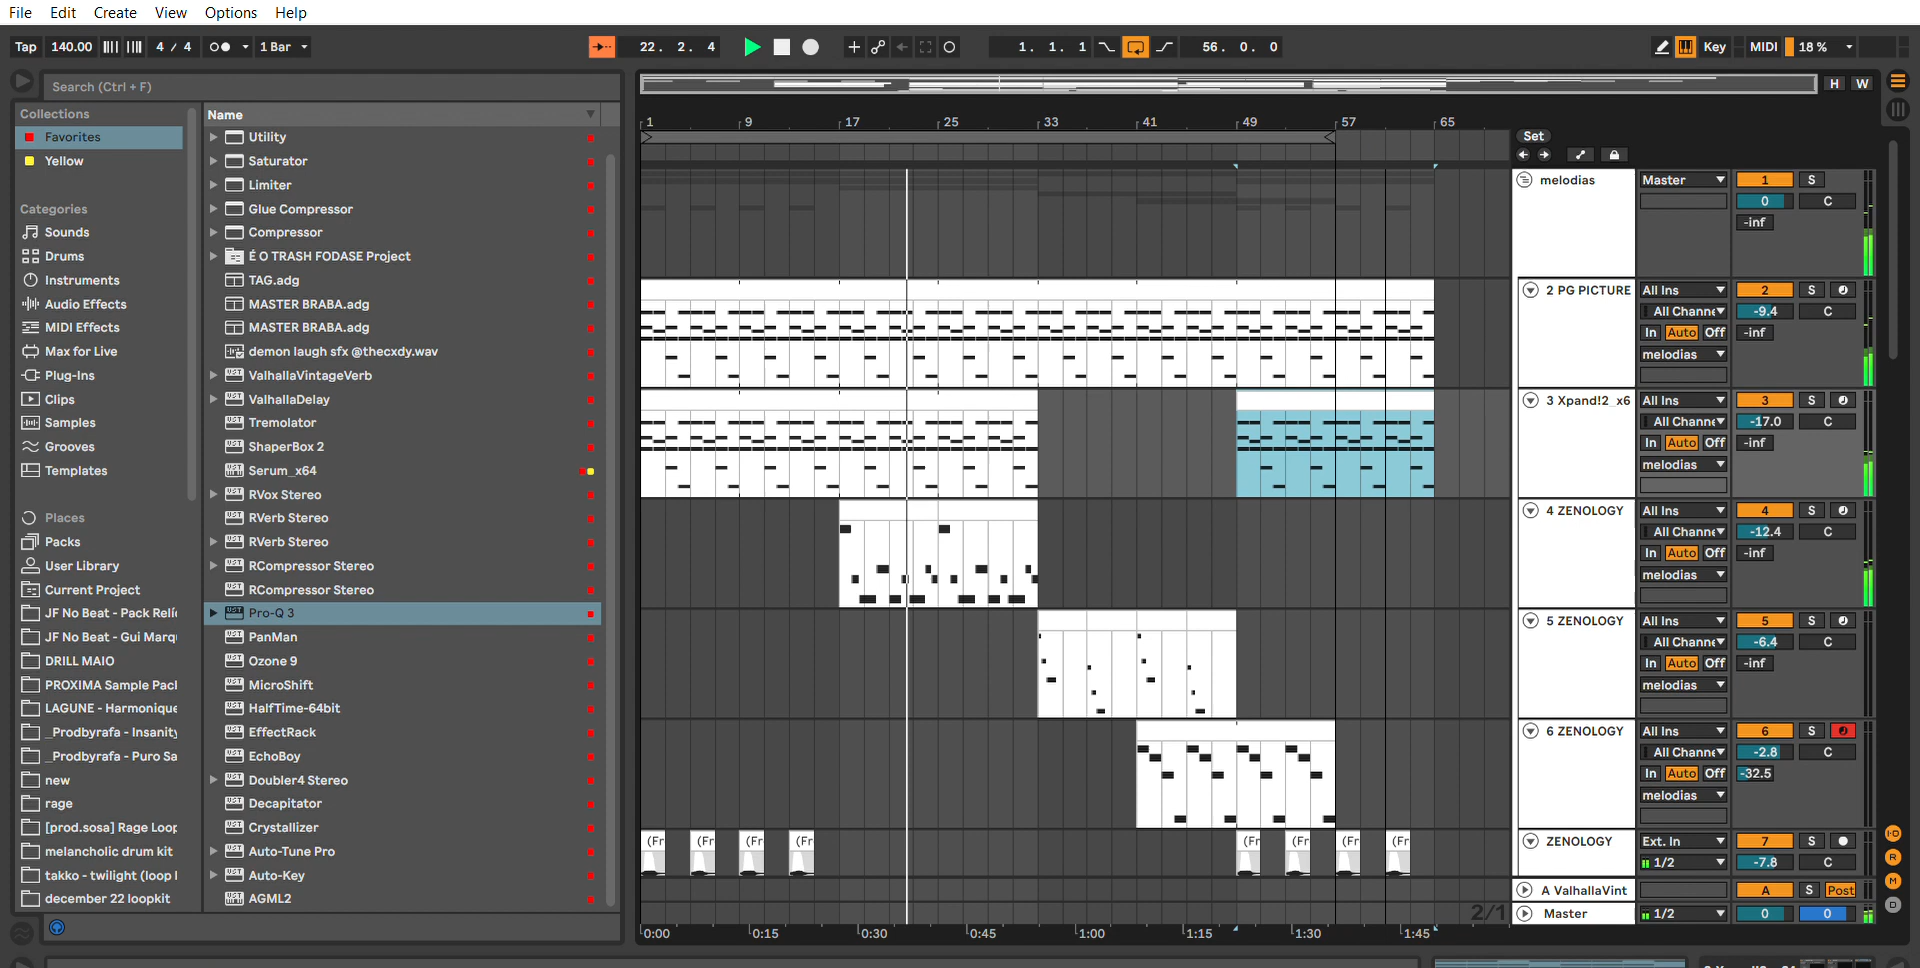 File Edit Create View Options Help
Tap 140.00 4 / 4 1 Bar 22. 2. 4 1. 1. 1 56. 0. 0 Key MIDI 18 %
Search (Ctrl + F)
H W
Collections
Favorites
Yellow
Categories
Sounds
Drums
Instruments
Audio Effects
MIDI Effects
Max for Live
Plug-Ins
Clips
Samples
Grooves
Templates
Places
Packs
User Library
Current Project
JF No Beat - Pack Relíc
JF No Beat - Gui Marqu
DRILL MAIO
PROXIMA Sample Pack
LAGUNE - Harmonique
_Prodbyrafa - Insanity
_Prodbyrafa - Puro Sa
new
rage
[prod.sosa] Rage Loop
melancholic drum kit
takko - twilight (loop l
december 22 loopkit
Name
Utility
Saturator
Limiter
Glue Compressor
Compressor
É O TRASH FODASE Project
TAG.adg
MASTER BRABA.adg
MASTER BRABA.adg
demon laugh sfx @thecxdy.wav
ValhallaVintageVerb
ValhallaDelay
Tremolator
ShaperBox 2
Serum_x64
RVox Stereo
RVerb Stereo
RVerb Stereo
RCompressor Stereo
RCompressor Stereo
Pro-Q 3
PanMan
Ozone 9
MicroShift
HalfTime-64bit
EffectRack
EchoBoy
Doubler4 Stereo
Decapitator
Crystallizer
Auto-Tune Pro
Auto-Key
AGML2
1 9 17 25 33 41 49 57 65
Set
melodias Master 1 S
0 C
-inf
2 PG PICTURE All Ins 2 S
All Channe -9.4 C
In Auto Off -inf
melodias
3 Xpand!2_x6 All Ins 3 S
All Channe -17.0 C
In Auto Off -inf
melodias
4 ZENOLOGY All Ins 4 S
All Channe -12.4 C
In Auto Off -inf
melodias
5 ZENOLOGY All Ins 5 S
All Channe -6.4 C
In Auto Off -inf
melodias
6 ZENOLOGY All Ins 6 S
All Channe -2.8 C
In Auto Off -32.5
melodias
(Fr (Fr (Fr (Fr (Fr (Fr (Fr (Fr ZENOLOGY Ext. In 7 S
1/2 -7.8 C
A ValhallaVint A S Post
2/1 Master 1/2 0 0
0:00 0:15 0:30 0:45 1:00 1:15 1:30 1:45
I·O
R
M
D